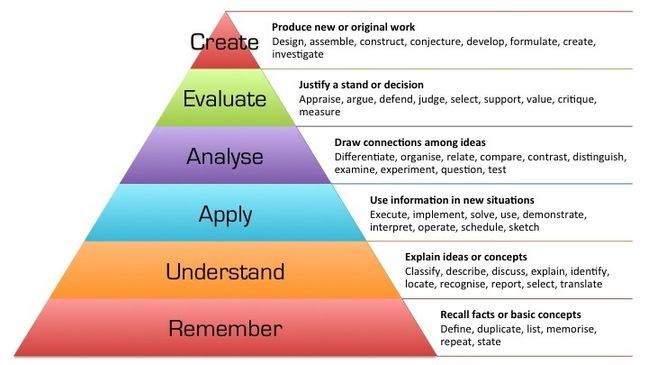 Create
Produce new or original work
Design, assemble, construct, conjecture, develop, formulate, create,
investigate
Evaluate
Justify a stand or decision
Appraise, argue, defend, judge, select, support, value, critique,
measure
Analyse
Draw connections among ideas
Differentiate, organise, relate, compare, contrast, distinguish,
examine, experiment, question, test
Apply
Use information in new situations
Execute, implement, solve, use, demonstrate,
interpret, operate, schedule, sketch
Understand
Explain ideas or concepts
Classify, describe, discuss, explain, identify,
locate, recognise, report, select, translate
Remember
Recall facts or basic concepts
Define, duplicate, list, memorise,
repeat, state